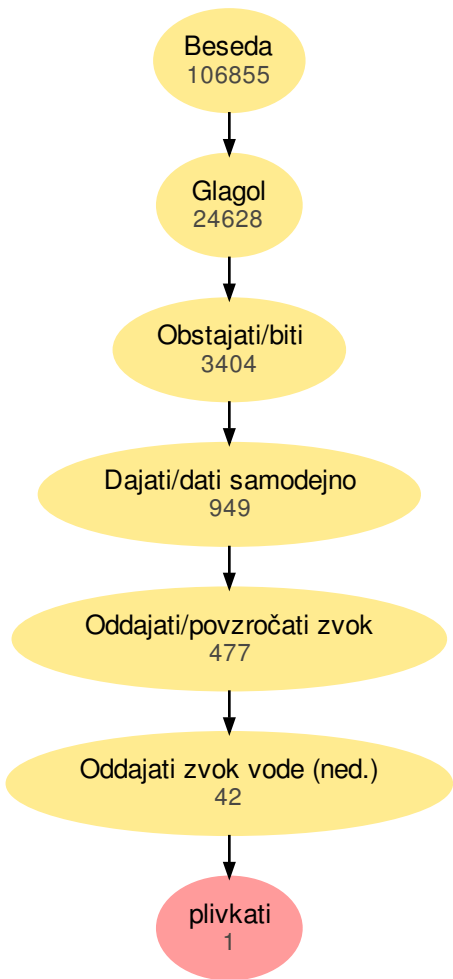 Beseda
106855
Glagol
24628
Obstajati/biti
3404
Dajati/dati samodejno
949
Oddajati/povzročati zvok
477
Oddajati zvok vode (ned.)
42
plivkati
1